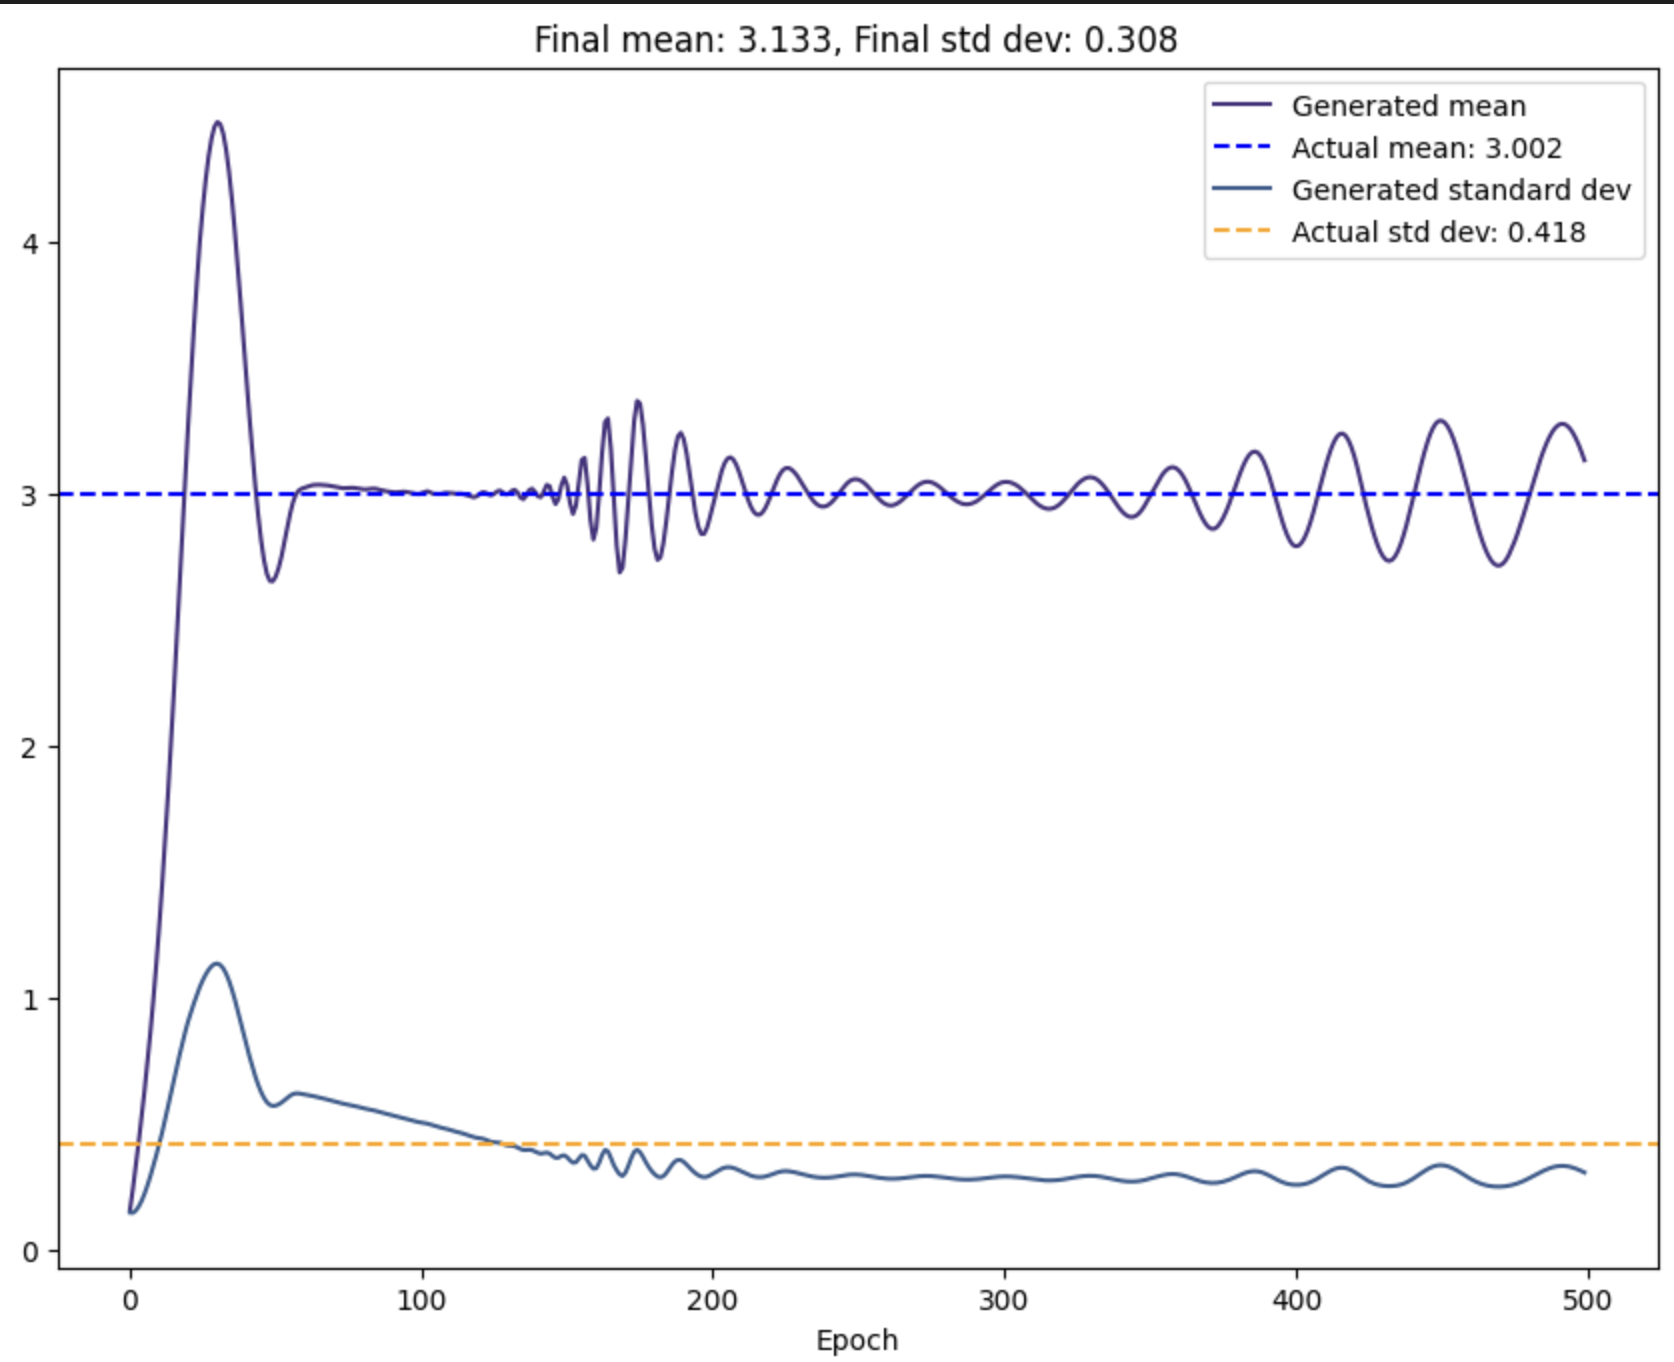 Final mean: 3.133, Final std dev: 0.308
Generated mean
Actual mean: 3.002
Generated standard dev
Actual std dev: 0.418
4
3
2
1
0
0 100 200 300 400 500
Epoch